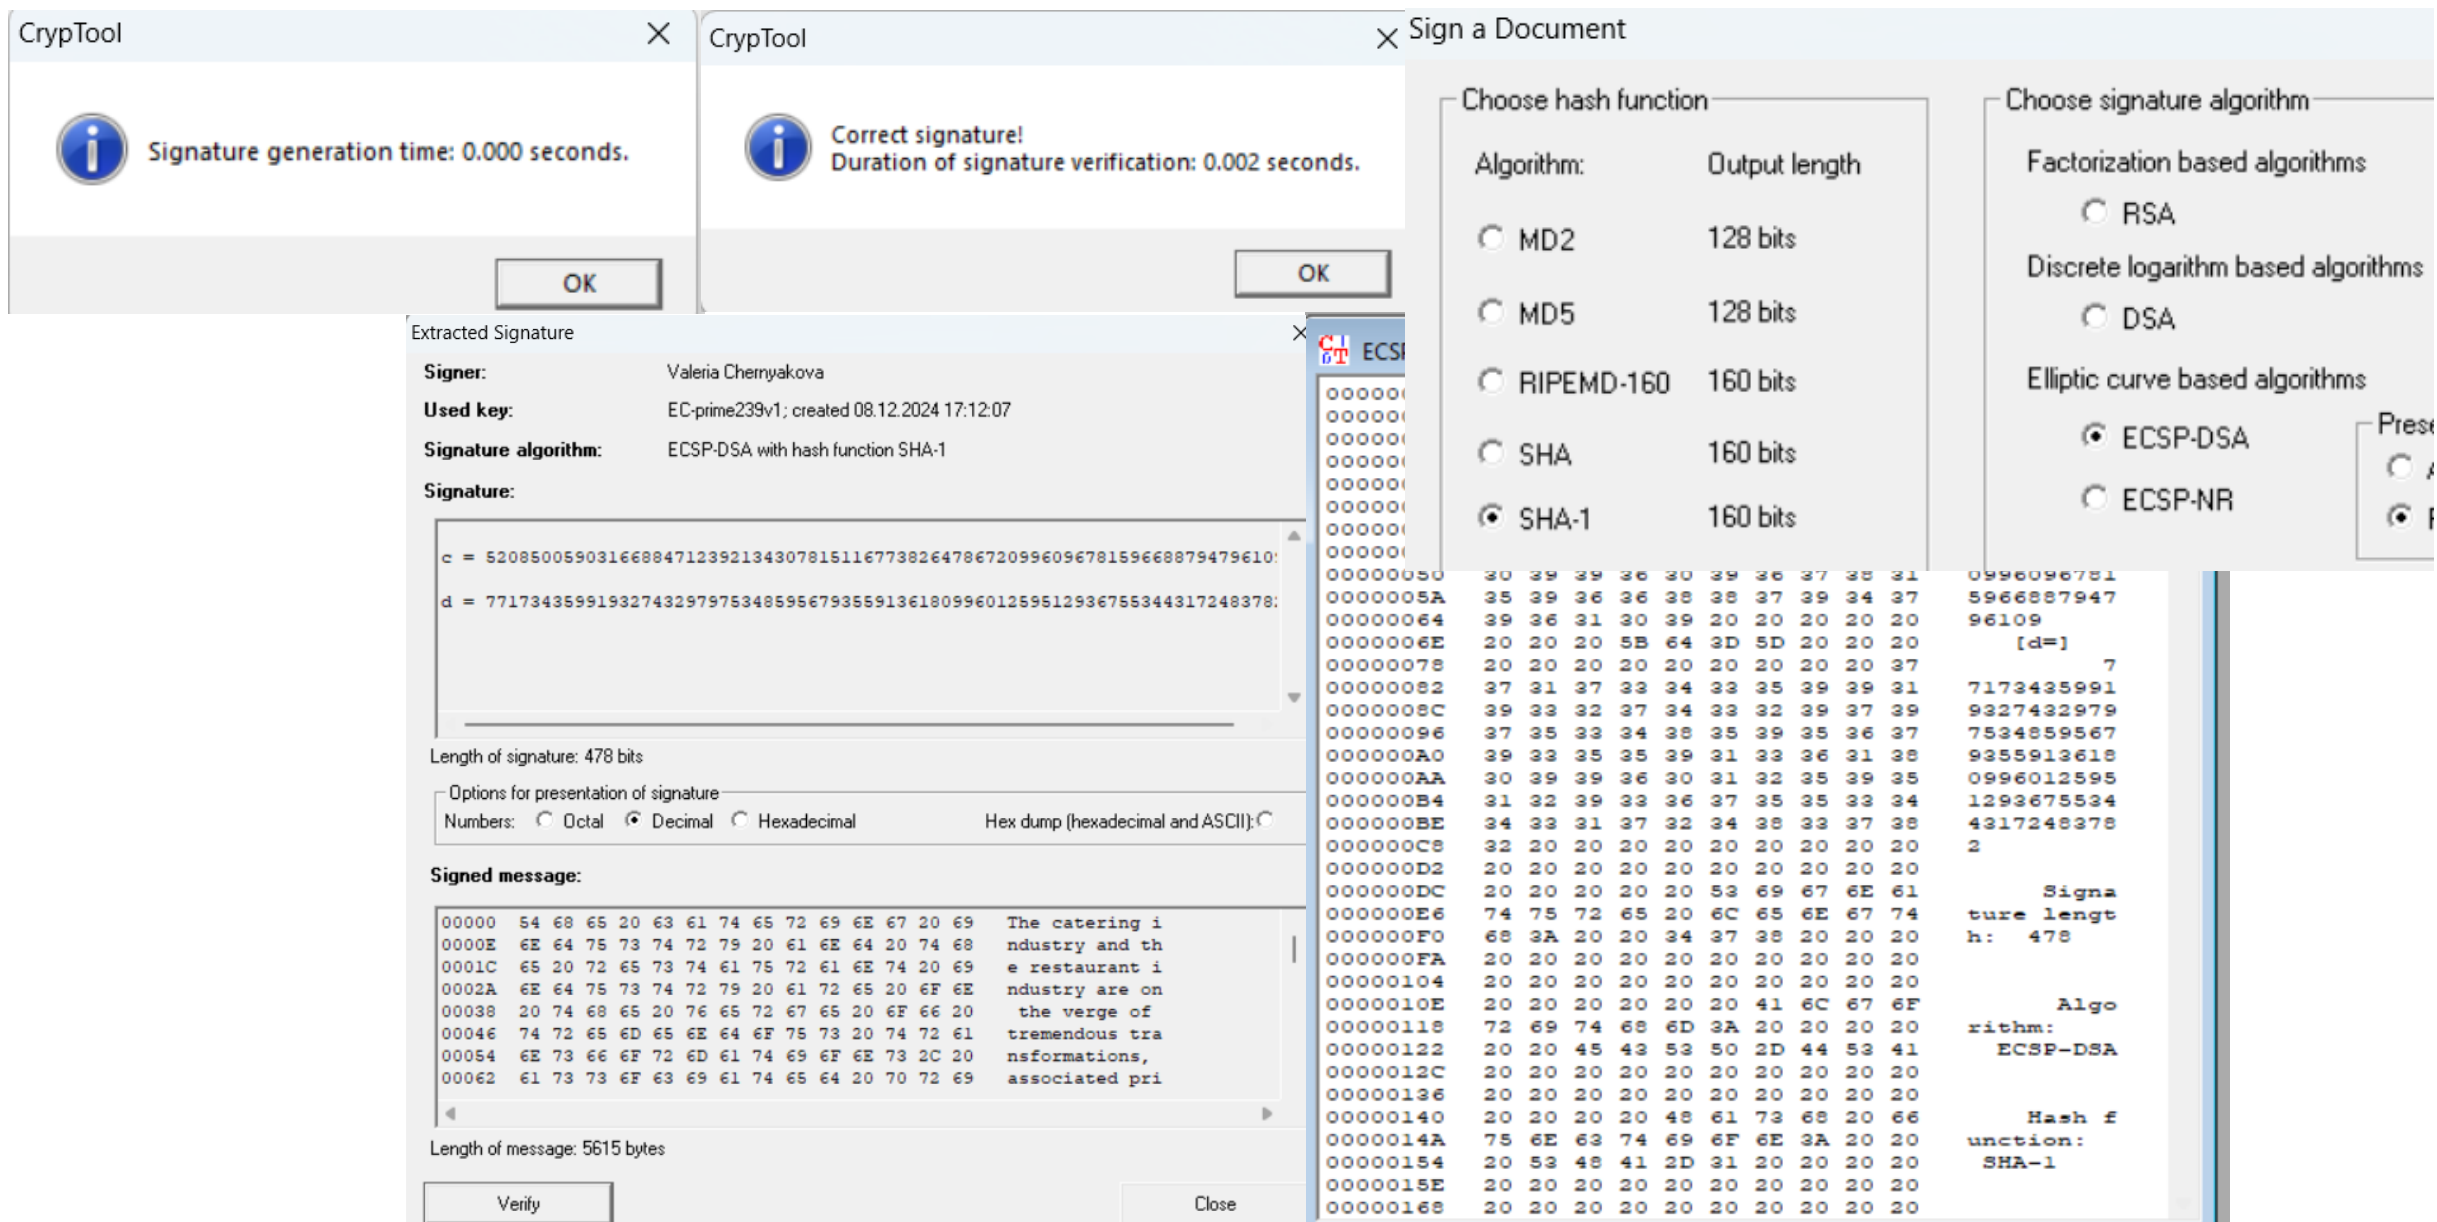 CrypTool
Signature generation time: 0.000 seconds.
OK
CrypTool
Correct signature!
Duration of signature verification: 0.002 seconds.
OK
Sign a Document
Choose hash function
Algorithm: Output length
MD2 128 bits
MD5 128 bits
RIPEMD-160 160 bits
SHA 160 bits
SHA-1 160 bits
Choose signature algorithm
Factorization based algorithms
RSA
Discrete logarithm based algorithms
DSA
Elliptic curve based algorithms
ECSP-DSA
ECSP-NR
Extracted Signature
Signer: Valeria Chernyakova
Used key: EC-prime239v1; created 08.12.2024 17:12:07
Signature algorithm: ECSP-DSA with hash function SHA-1
Signature:
c = 520850059031668847123921343078151167738264786720996096781596688794796109
d = 771734359919327432979753485956793559136180996012595129367553443172483782
Length of signature: 478 bits
Options for presentation of signature
Numbers: Octal Decimal Hexadecimal Hex dump (hexadecimal and ASCII):
Signed message:
00000 54 68 65 20 63 61 74 65 72 69 6E 67 20 69 The catering i
0000E 6E 64 75 73 74 72 79 20 61 6E 64 20 74 68 ndustry and th
0001C 65 20 72 65 73 74 61 75 72 61 6E 74 20 69 e restaurant i
0002A 6E 64 75 73 74 72 79 20 61 72 65 20 6F 6E ndustry are on
00038 20 74 68 65 20 76 65 72 67 65 20 6F 66 20 the verge of
00046 74 72 65 6D 65 6E 64 6F 75 73 20 74 72 61 tremendous tra
00054 6E 73 66 6F 72 6D 61 74 69 6F 6E 73 2C 20 nsformations,
00062 61 73 73 6F 63 69 61 74 65 64 20 70 72 69 associated pri
Length of message: 5615 bytes
Verify
Close
00000050 30 39 39 36 30 39 36 37 38 31 0996096781
0000005A 35 39 36 36 38 38 37 39 34 37 5966887947
00000064 39 36 31 30 39 20 20 20 20 20 96109
0000006E 20 20 20 5B 64 3D 5D 20 20 20 [d=]
00000078 20 20 20 20 20 20 20 20 20 37 7
00000082 37 31 37 33 34 33 35 39 39 31 7173435991
0000008C 39 33 32 37 34 33 32 39 37 39 9327432979
00000096 37 35 33 34 38 35 39 35 36 37 7534859567
000000A0 39 33 35 35 39 31 33 36 31 38 9355913618
000000AA 30 39 39 36 30 31 32 35 39 35 0996012595
000000B4 31 32 39 33 36 37 35 35 33 34 1293675534
000000BE 34 33 31 37 32 34 38 33 37 38 4317248378
000000C8 32 20 20 20 20 20 20 20 20 20 2
000000D2 20 20 20 20 20 20 20 20 20 20
000000DC 20 20 20 20 20 53 69 67 6E 61 Signa
000000E6 74 75 72 65 20 6C 65 6E 67 74 ture lengt
000000F0 68 3A 20 20 34 37 38 20 20 20 h: 478
000000FA 20 20 20 20 20 20 20 20 20 20
00000104 20 20 20 20 20 20 20 20 20 20
0000010E 20 20 20 20 20 20 41 6C 67 6F Algo
00000118 72 69 74 68 6D 3A 20 20 20 20 rithm:
00000122 20 20 45 43 53 50 2D 44 53 41 ECSP-DSA
0000012C 20 20 20 20 20 20 20 20 20 20
00000136 20 20 20 20 20 20 20 20 20 20
00000140 20 20 20 20 48 61 73 68 20 66 Hash f
0000014A 75 6E 63 74 69 6F 6E 3A 20 20 unction:
00000154 20 53 48 41 2D 31 20 20 20 20 SHA-1
0000015E 20 20 20 20 20 20 20 20 20 20
00000168 20 20 20 20 20 20 20 20 20 20